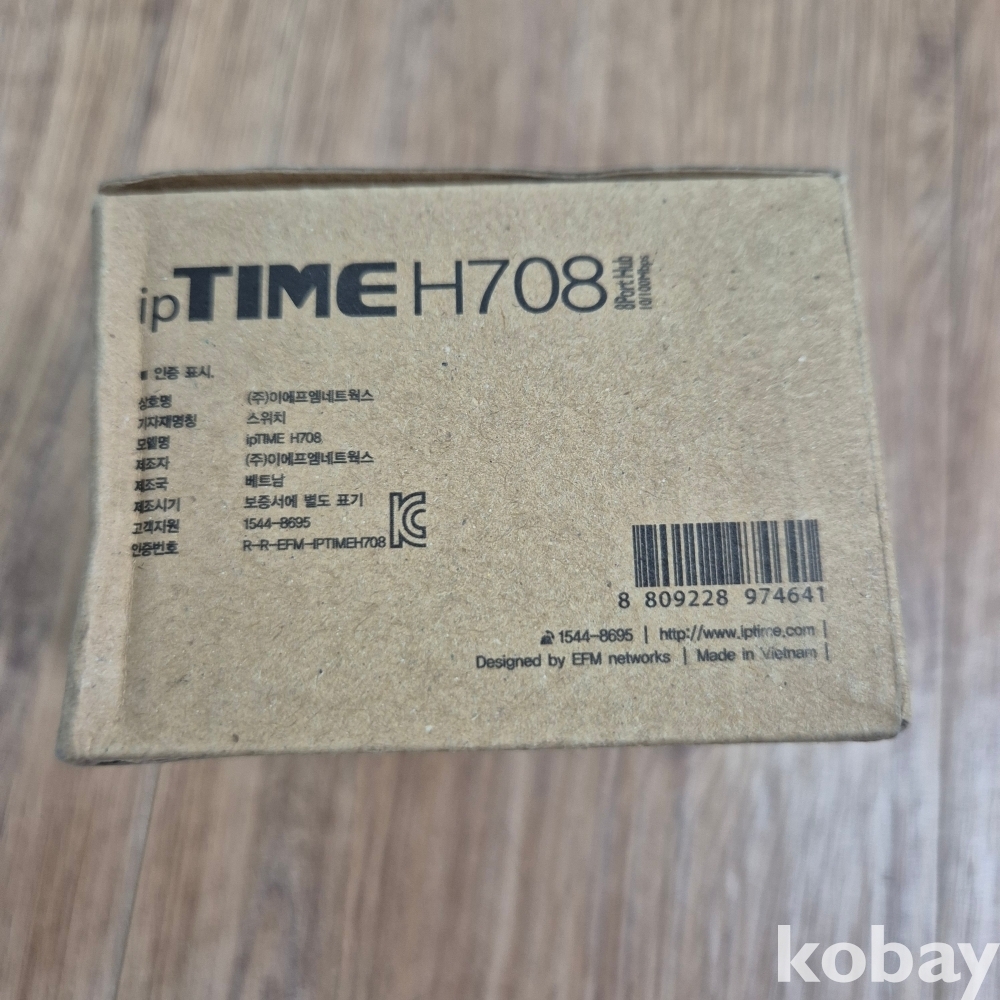 ipTIME H708 8Port Hub 10/100Mbps
■ 인증 표시.
상호명 (주)이에프엠네트웍스
기자재명칭 스위치
모델명 ipTIME H708
제조자 (주)이에프엠네트웍스
제조국 베트남
제조시기 보증서에 별도 표기
고객지원 1544-8695
인증번호 R-R-EFM-IPTIMEH708
8 809228 974641
1544-8695 | http://www.iptime.com |
Designed by EFM networks | Made in Vietnam |
kobay